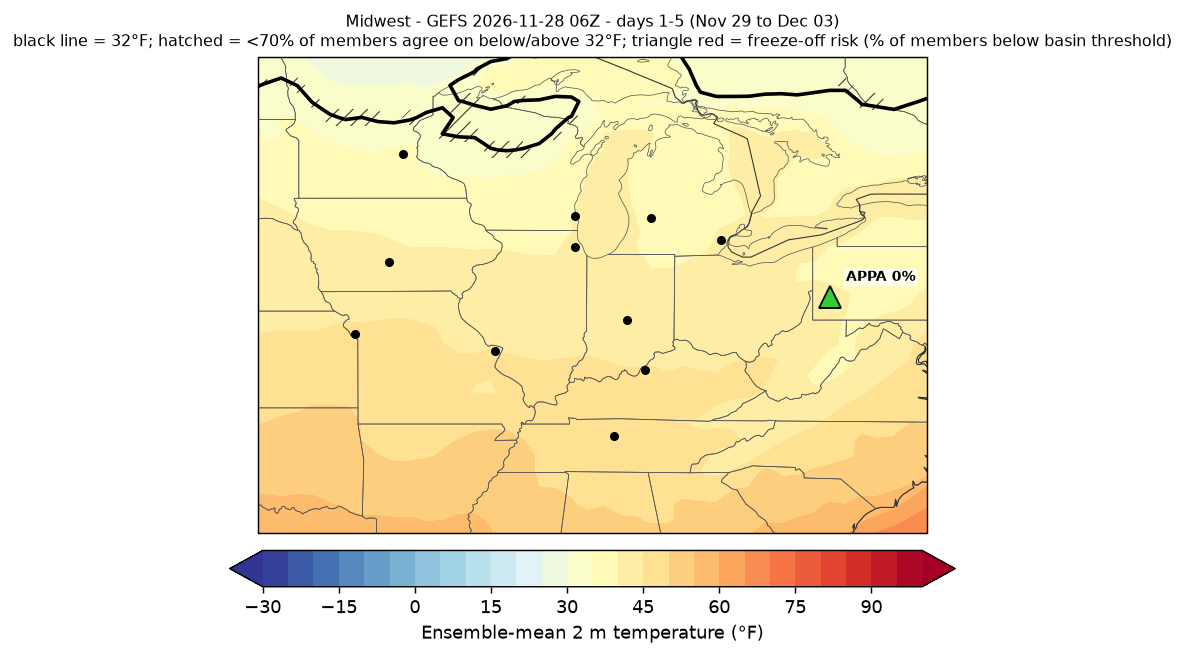 Midwest - GEFS 2026-11-28 06Z - days 1-5 (Nov 29 to Dec 03)
black line = 32°F; hatched = <70% of members agree on below/above 32°F; triangle red = freeze-off risk (% of members below basin threshold)
APPA 0%
−30 −15 0 15 30 45 60 75 90
Ensemble-mean 2 m temperature (°F)